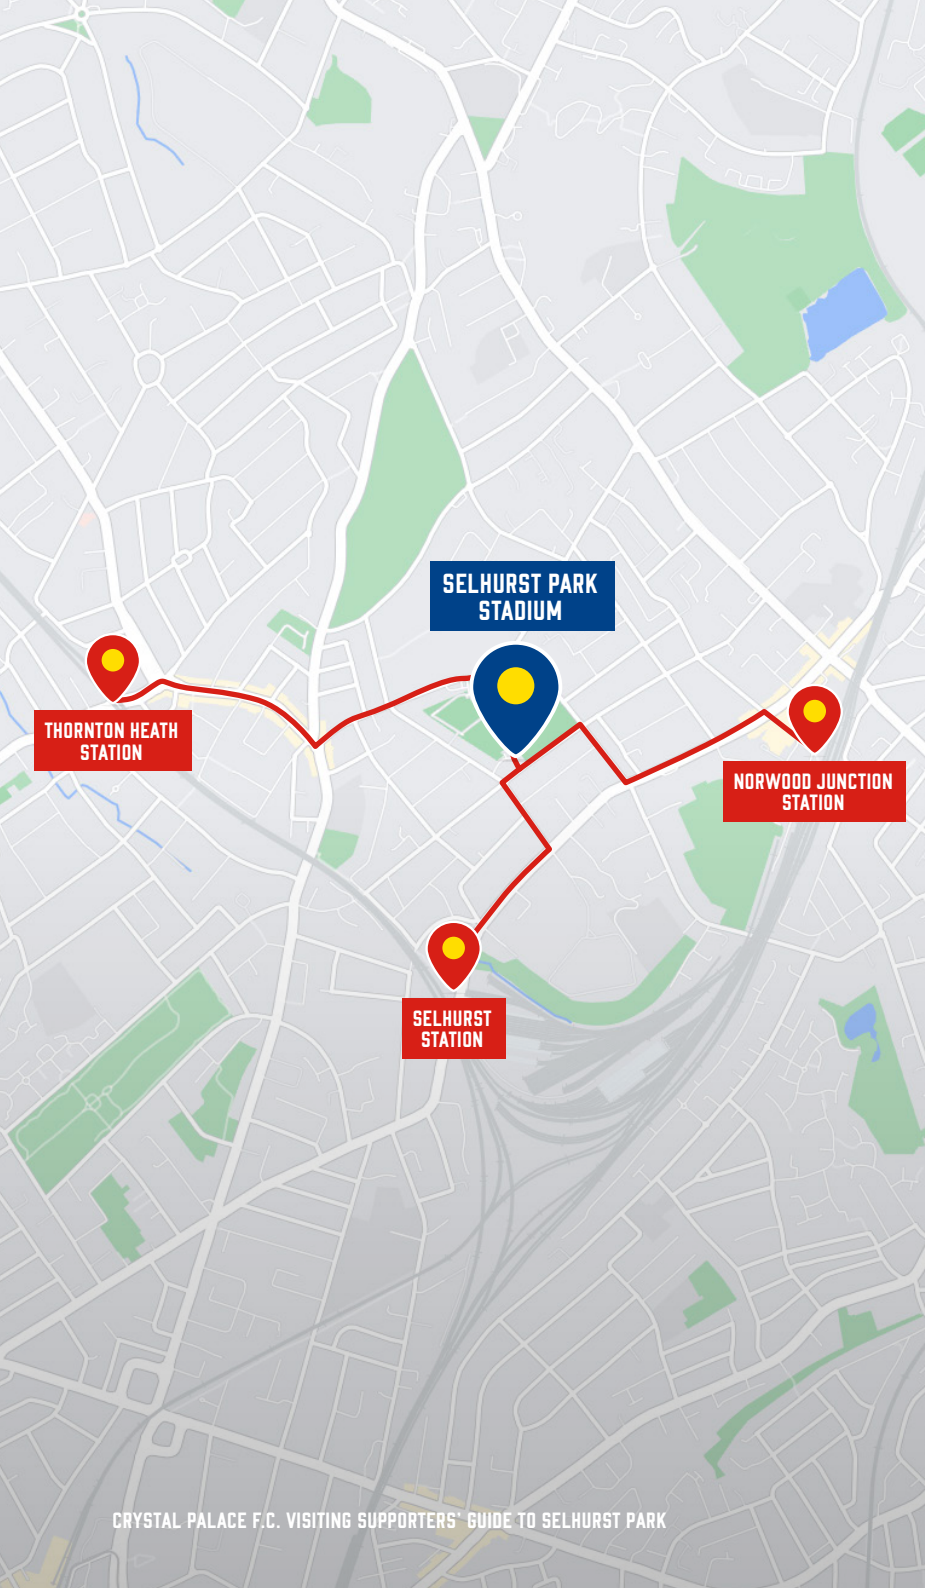 SELHURST PARK
STADIUM
THORNTON HEATH
STATION
NORWOOD JUNCTION
STATION
SELHURST
STATION
CRYSTAL PALACE F.C. VISITING SUPPORTERS' GUIDE TO SELHURST PARK